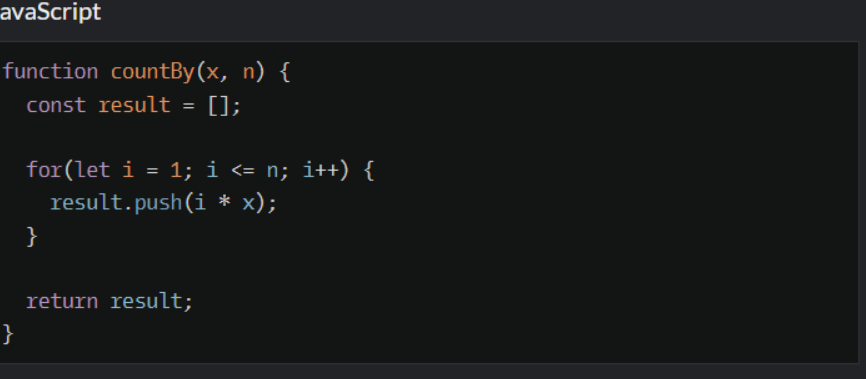 avaScript
function countBy(x, n) {
  const result = [];
  for(let i = 1; i <= n; i++) {
    result.push(i * x);
  }
  return result;
}